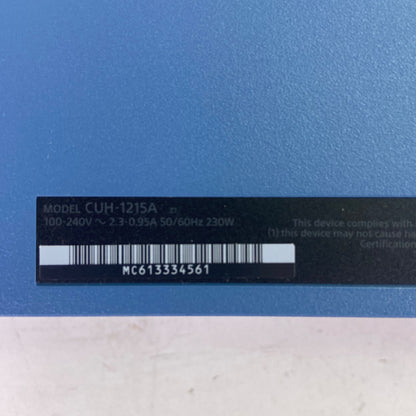 MODEL CUH-1215A
100-240V ~ 2.3-0.95A 50/60Hz 230W
This device complies with
(1) this device may not cause
Certification
MC613334561